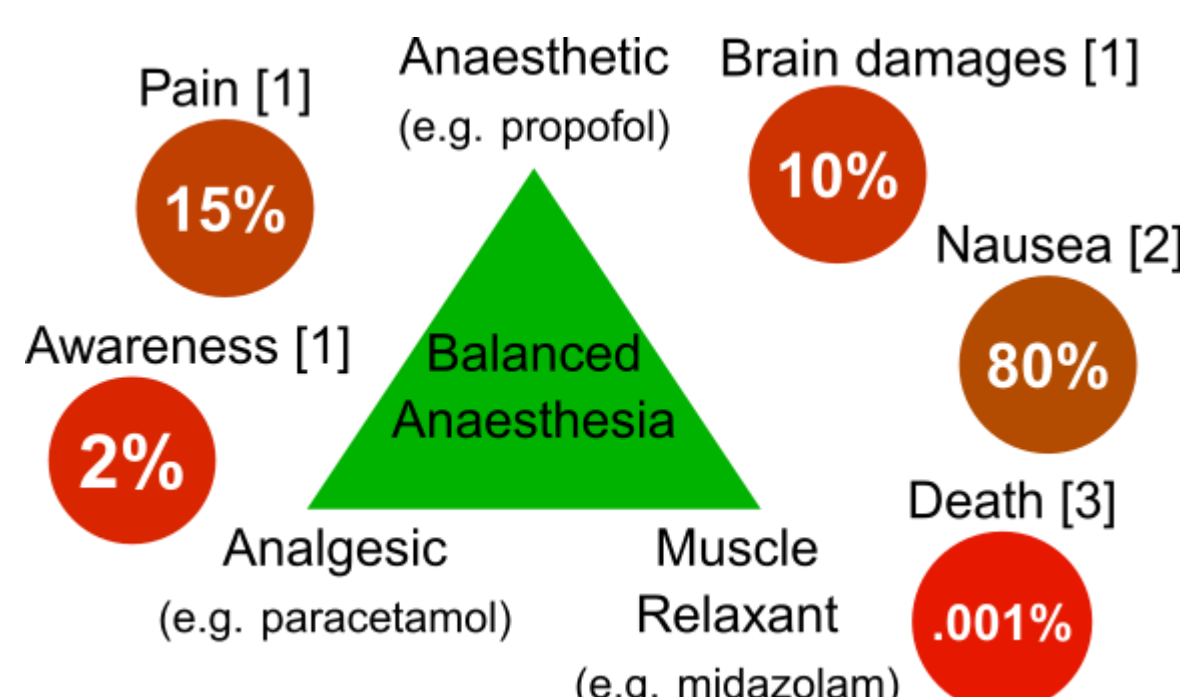 Anaesthetic
(e.g. propofol)
Brain damages [1]
10%
Pain [1]
15%
Nausea [2]
80%
Awareness [1]
2%
Balanced
Anaesthesia
Death [3]
.001%
Analgesic
(e.g. paracetamol)
Muscle
Relaxant
(e.g. midazolam)